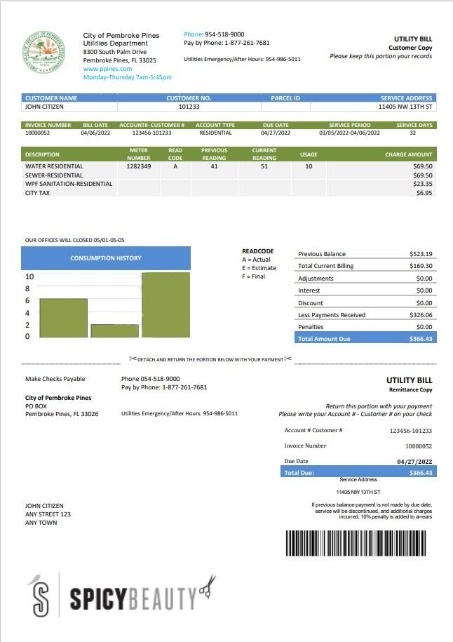 City of Pembroke Pines
Utilities Department
8300 South Palm Drive
Pembroke Pines, FL 33025
www.ppines.com
Monday-Thursday 7am-5:45pm
Phone: 954-518-9000
Pay by Phone: 1-877-261-7681
Utilities Emergency/After Hours: 954-986-5011
UTILITY BILL
Customer Copy
Please keep this portion your records
CUSTOMER NAME CUSTOMER NO. PARCEL ID SERVICE ADDRESS
JOHN CITIZEN 101233 11405 NW 13TH ST
INVOICE NUMBER BILL DATE ACCOUNT#- CUSTOMER # ACCOUNT TYPE DUE DATE SERVICE PERIOD SERVICE DAYS
10000052 04/06/2022 123456-101233 RESIDENTIAL 04/27/2022 03/05/2022-04/06/2022 32
DESCRIPTION METER NUMBER READ CODE PREVIOUS READING CURRENT READING USAGE CHARGE AMOUNT
WATER RESIDENTIAL 1282349 A 41 51 10 $69.50
SEWER-RESIDENTIAL $69.50
WPF SANITATION-RESIDENTIAL $23.35
CITY TAX $6.95
OUR OFFICES WILL CLOSED 05/01-05-05
CONSUMPTION HISTORY
10
8
6
4
2
0
READCODE
A = Actual
E = Estimate
F = Final
Previous Balance $523.19
Total Current Billing $169.30
Adjustments $0.00
Interest $0.00
Discount $0.00
Less Payments Received $326.06
Penalties $0.00
Total Amount Due $366.43
DETACH AND RETURN THE PORTION BELOW WITH YOUR PAYMENT
Make Checks Payable
City of Pembroke Pines
PO BOX
Pembroke Pines, FL 33026
Phone 054-518-9000
Pay by Phone: 1-877-261-7681
Utilities Emergency/After Hours. 954-986-5011
UTILITY BILL
Remittance Copy
Return this portion with your payment
Please write your Account # - Customer # on your check
Account # Customer # 123456-101233
Invoice Number 10000052
Due Date 04/27/2022
Total Due: $366.43
Service Address
11405 NW 13TH ST
If previous balance payment is not made by due date,
service will be discontinued, and additional charges
incurred, 10% penalty is added to arrears
JOHN CITIZEN
ANY STREET 123
ANY TOWN
SPICYBEAUTY